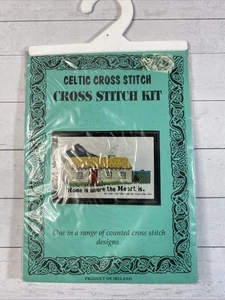 CELTIC CROSS STITCH
CROSS STITCH KIT
Home is where the Heart is.
One in a range of counted cross stitch
designs.
PRODUCT OF IRELAND